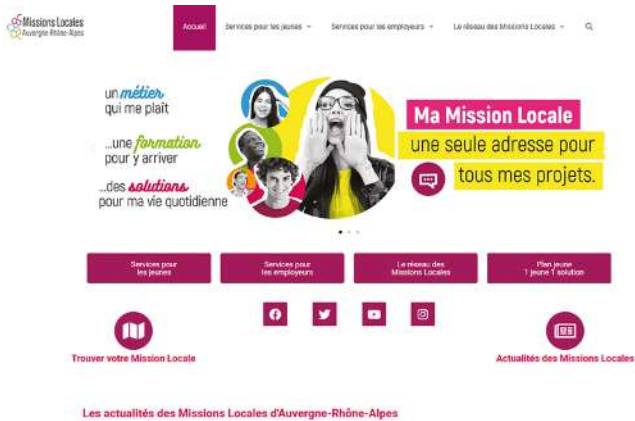 Missions Locales
Auvergne-Rhône-Alpes
Accueil
Services pour les jeunes
Services pour les employeurs
Le réseau des Missions Locales
un métier
qui me plaît
...une formation
pour y arriver
...des solutions
pour ma vie quotidienne
Ma Mission Locale
une seule adresse pour
tous mes projets.
Services pour
les jeunes
Services pour
les employeurs
Le réseau des
Missions Locales
Plan jeune
1 jeune 1 solution
Trouver votre Mission Locale
Actualités des Missions Locales
Les actualités des Missions Locales d'Auvergne-Rhône-Alpes